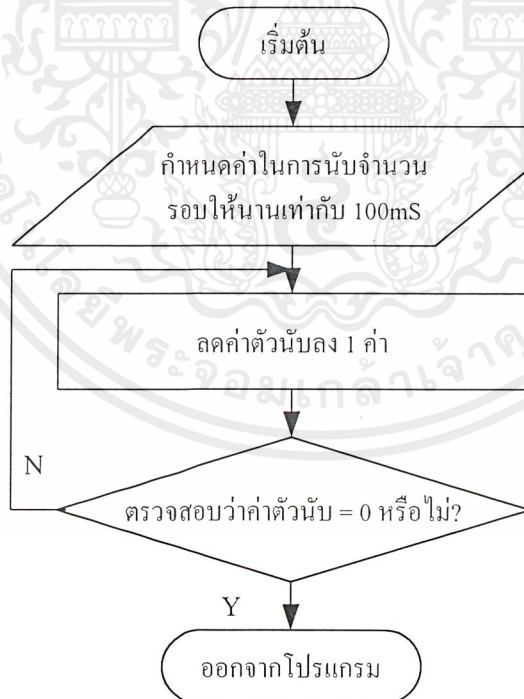 เริ่มต้น
กำหนดค่าในการนับจำนวน
รอบให้นานเท่ากับ 100mS
ลดค่าตัวนับลง 1 ค่า
N
ตรวจสอบว่าค่าตัวนับ = 0 หรือไม่?
Y
ออกจากโปรแกรม